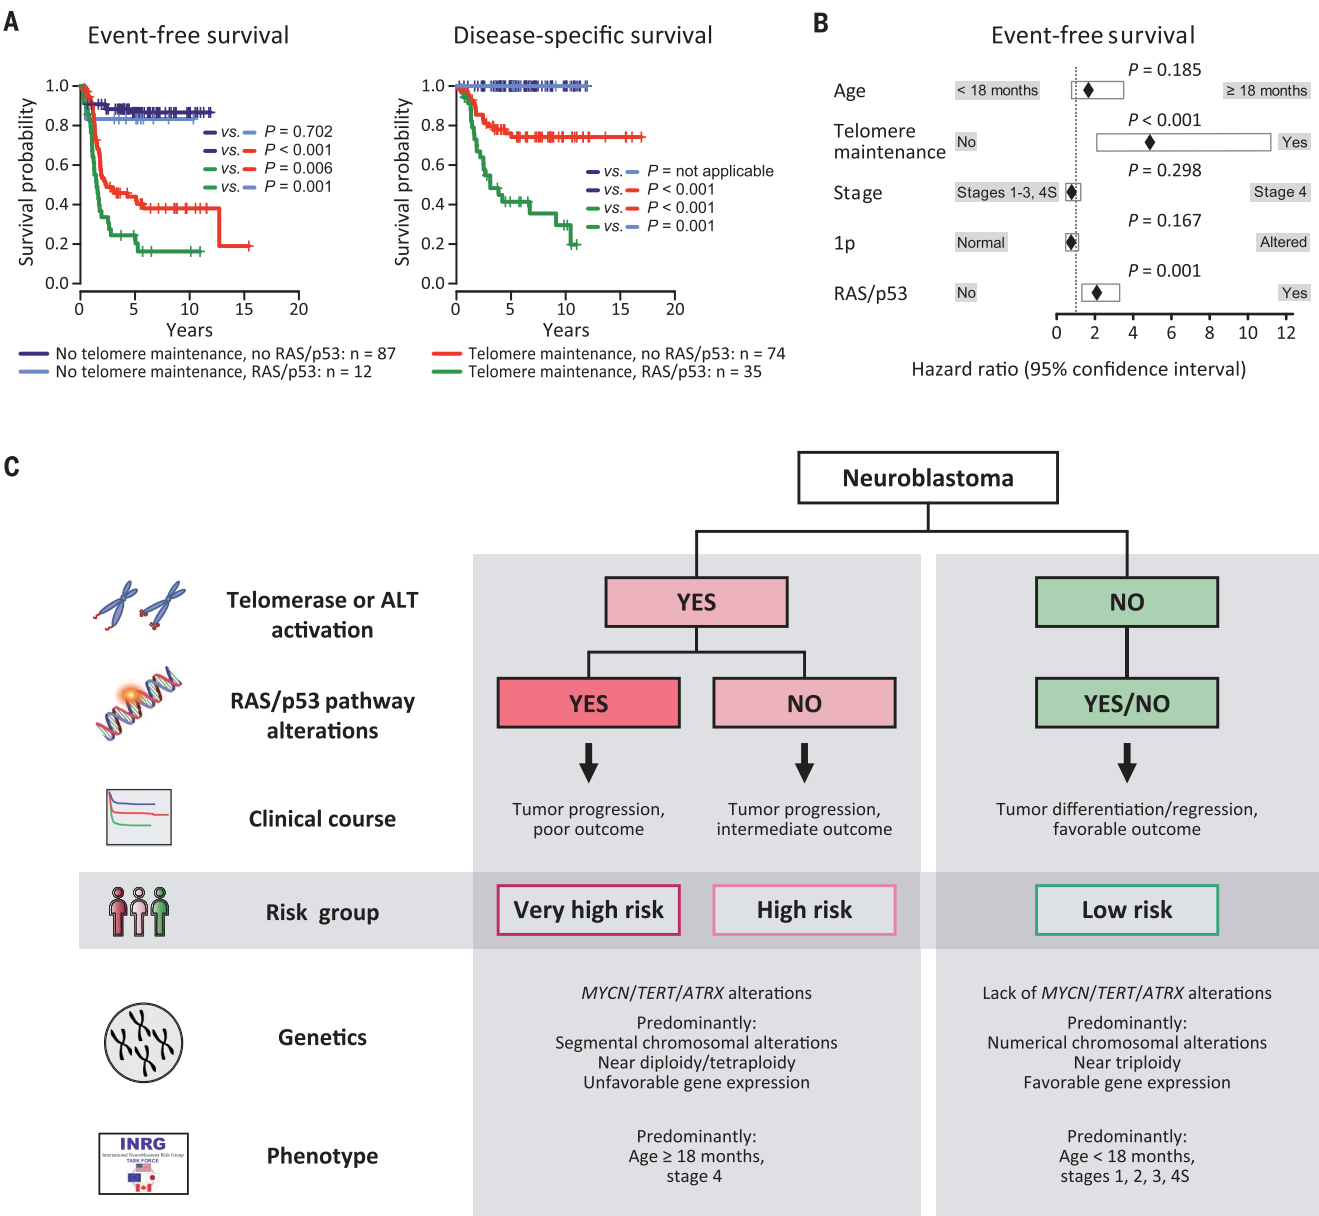 A
Event-free survival
Disease-specific survival
Survival probability
1.0
0.8
0.6
0.4
0.2
0.0
vs. P = 0.702
vs. P < 0.001
vs. P = 0.006
vs. P = 0.001
0 5 10 15 20
Years
Survival probability
1.0
0.8
0.6
0.4
0.2
0.0
vs. P = not applicable
vs. P < 0.001
vs. P < 0.001
vs. P = 0.001
0 5 10 15 20
Years
No telomere maintenance, no RAS/p53: n = 87
No telomere maintenance, RAS/p53: n = 12
Telomere maintenance, no RAS/p53: n = 74
Telomere maintenance, RAS/p53: n = 35
B
Event-free survival
P = 0.185
Age < 18 months ≥ 18 months
P < 0.001
Telomere
maintenance No Yes
P = 0.298
Stage Stages 1-3, 4S Stage 4
P = 0.167
1p Normal Altered
P = 0.001
RAS/p53 No Yes
0 2 4 6 8 10 12
Hazard ratio (95% confidence interval)
C
Neuroblastoma
Telomerase or ALT
activation
YES
NO
RAS/p53 pathway
alterations
YES
NO
YES/NO
Clinical course
Tumor progression,
poor outcome
Tumor progression,
intermediate outcome
Tumor differentiation/regression,
favorable outcome
Risk group
Very high risk
High risk
Low risk
Genetics
MYCN/TERT/ATRX alterations
Predominantly:
Segmental chromosomal alterations
Near diploidy/tetraploidy
Unfavorable gene expression
Lack of MYCN/TERT/ATRX alterations
Predominantly:
Numerical chromosomal alterations
Near triploidy
Favorable gene expression
INRG
International Neuroblastoma Risk Group
TASK FORCE
Phenotype
Predominantly:
Age ≥ 18 months,
stage 4
Predominantly:
Age < 18 months,
stages 1, 2, 3, 4S